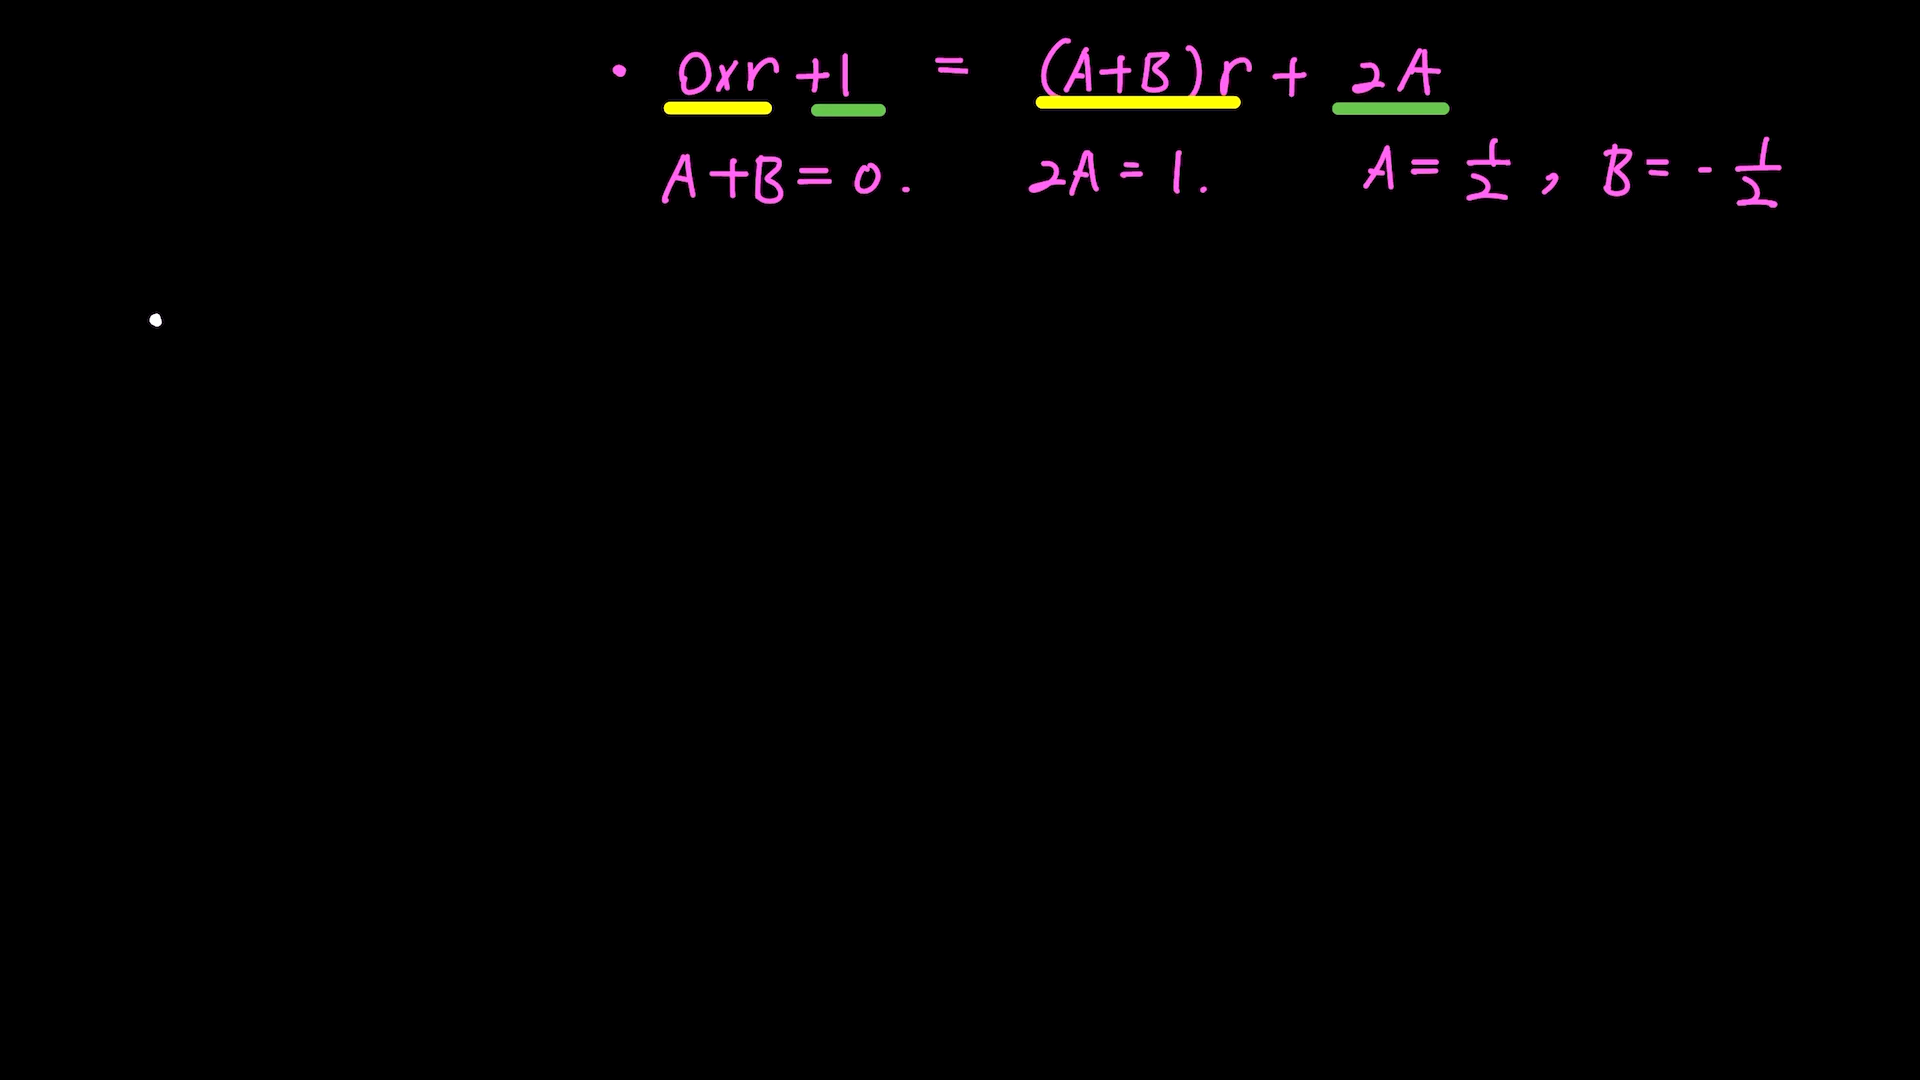 • 0×r +1 = (A+B)r + 2A
A+B=0. 2A=1. A=1/2, B=-1/2